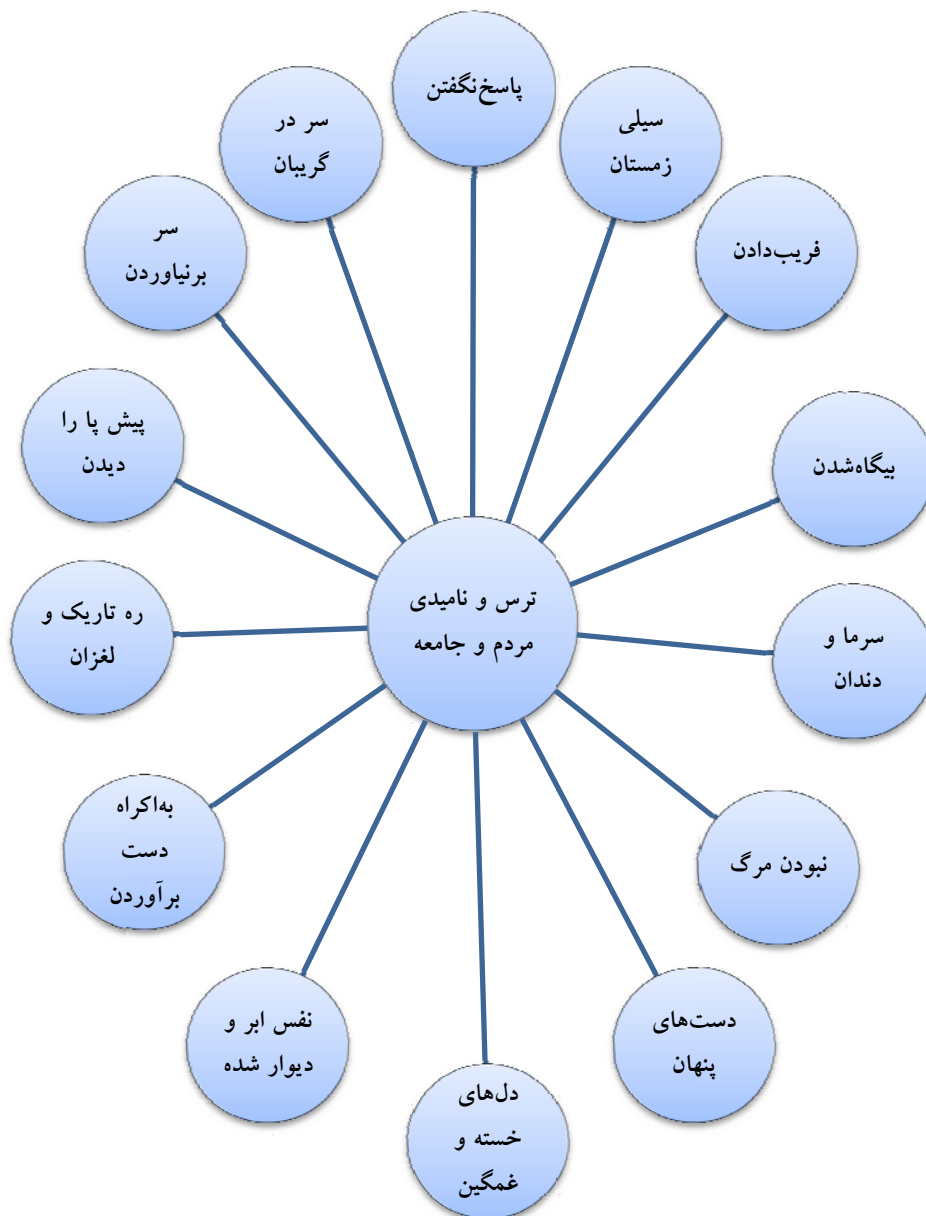 پاسخ‌نگفتن
سیلی
زمستان
فریب‌دادن
بیگاه‌شدن
سرما و
دندان
نبودن مرگ
دست‌های
پنهان
دل‌های
خسته و
غمگین
نفس ابر و
دیوار شده
به‌اکراه
دست
برآوردن
ره تاریک و
لغزان
پیش پا را
دیدن
سر
برنیاوردن
سر در
گریبان
ترس و نامیدی
مردم و جامعه